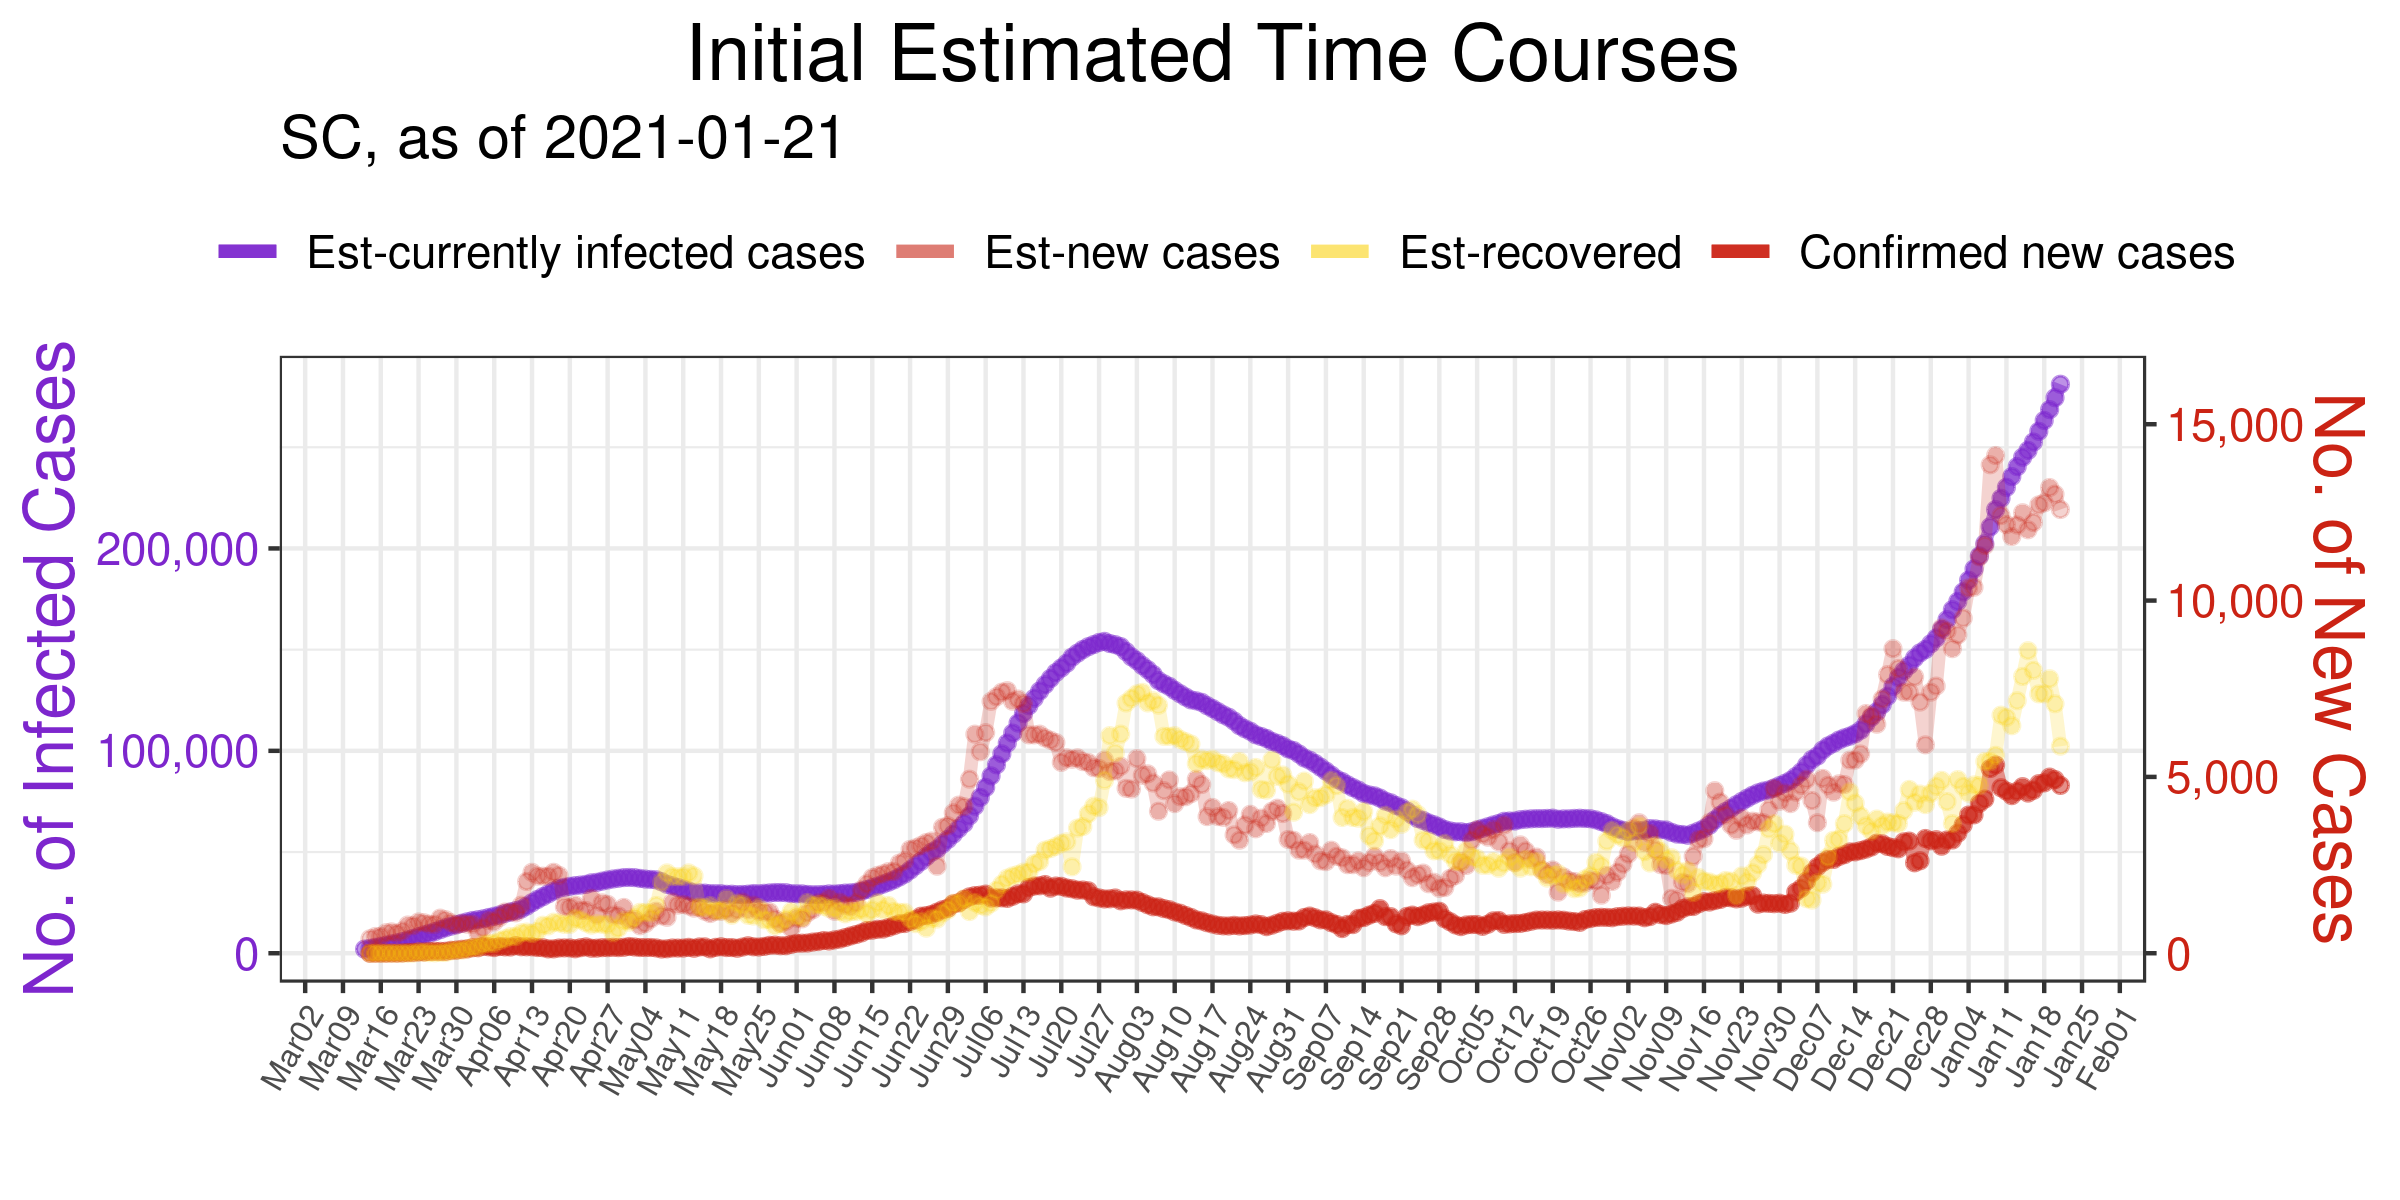 Initial Estimated Time Courses
SC, as of 2021-01-21
Est-currently infected cases Est-new cases Est-recovered Confirmed new cases
No. of Infected Cases
200,000
100,000
0
15,000
10,000
5,000
0
No. of New Cases
Mar02 Mar09 Mar16 Mar23 Mar30 Apr06 Apr13 Apr20 Apr27 May04 May11 May18 May25 Jun01 Jun08 Jun15 Jun22 Jun29 Jul06 Jul13 Jul20 Jul27 Aug03 Aug10 Aug17 Aug24 Aug31 Sep07 Sep14 Sep21 Sep28 Oct05 Oct12 Oct19 Oct26 Nov02 Nov09 Nov16 Nov23 Nov30 Dec07 Dec14 Dec21 Dec28 Jan04 Jan11 Jan18 Jan25 Feb01